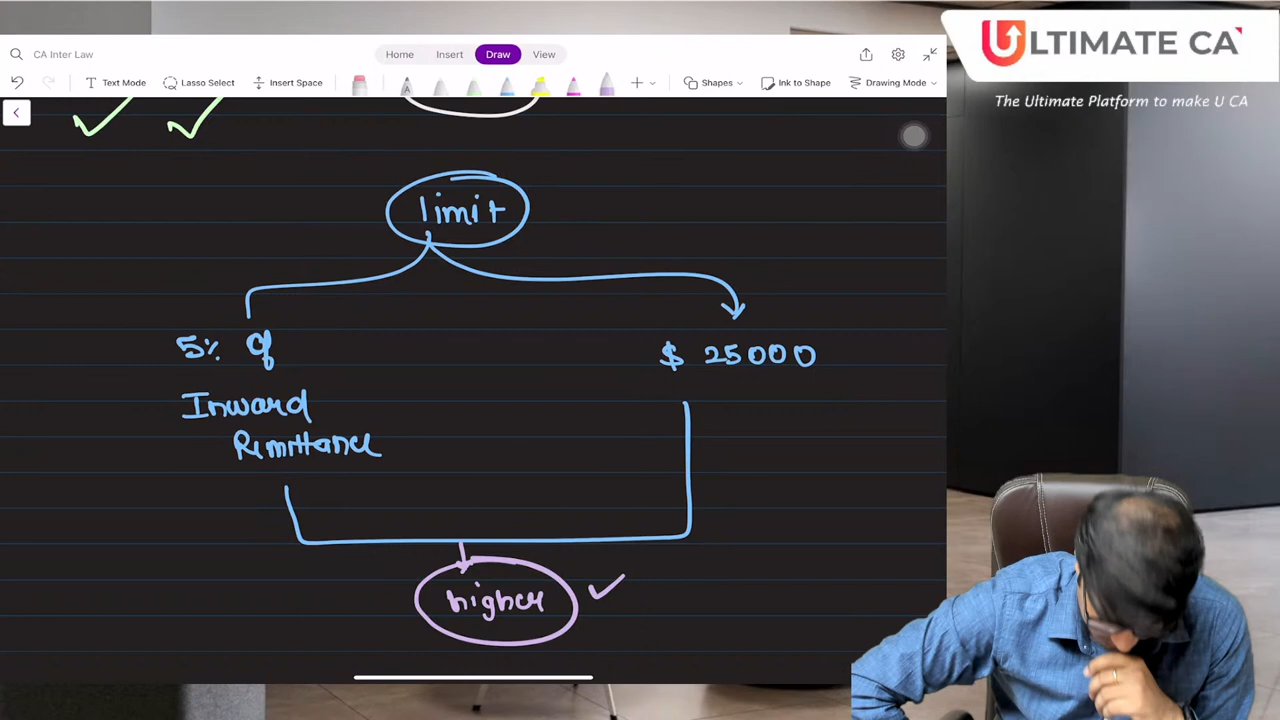 ULTIMATE CA
The Ultimate Platform to make U CA
CA Inter Law
Home Insert Draw View
Text Mode Lasso Select Insert Space Shapes Ink to Shape Drawing Mode
limit
5% of
$ 25000
Inward
Remittance
higher